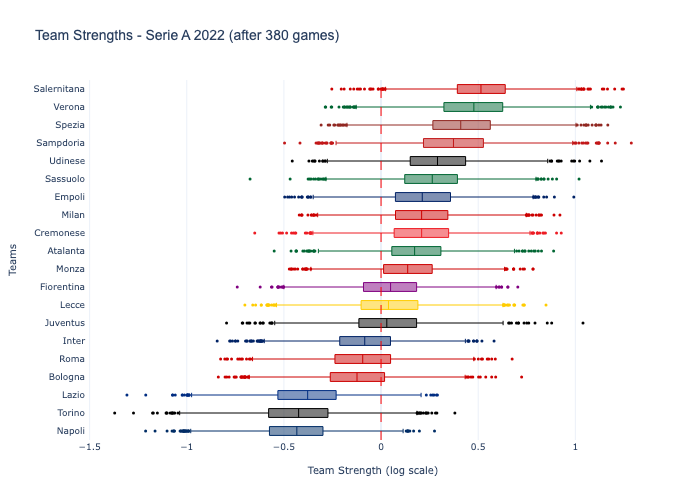 Team Strengths - Serie A 2022 (after 380 games)
Salernitana
Verona
Spezia
Sampdoria
Udinese
Sassuolo
Empoli
Milan
Cremonese
Atalanta
Monza
Fiorentina
Lecce
Juventus
Inter
Roma
Bologna
Lazio
Torino
Napoli
Teams
−1.5 −1 −0.5 0 0.5 1
Team Strength (log scale)